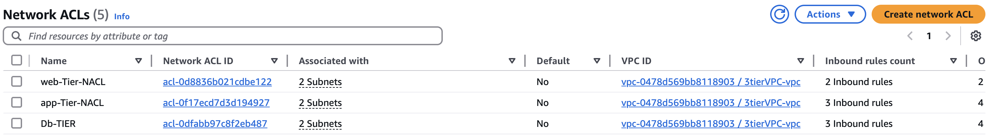 Network ACLs (5) Info Actions Create network ACL
Find resources by attribute or tag 1
Name Network ACL ID Associated with Default VPC ID Inbound rules count O
web-Tier-NACL acl-0d8836b021cdbe122 2 Subnets No vpc-0478d569bb8118903 / 3tierVPC-vpc 2 Inbound rules 2
app-Tier-NACL acl-0f17ecd7d3d194927 2 Subnets No vpc-0478d569bb8118903 / 3tierVPC-vpc 3 Inbound rules 4
Db-TIER acl-0dfabb97c8f2eb487 2 Subnets No vpc-0478d569bb8118903 / 3tierVPC-vpc 3 Inbound rules 4